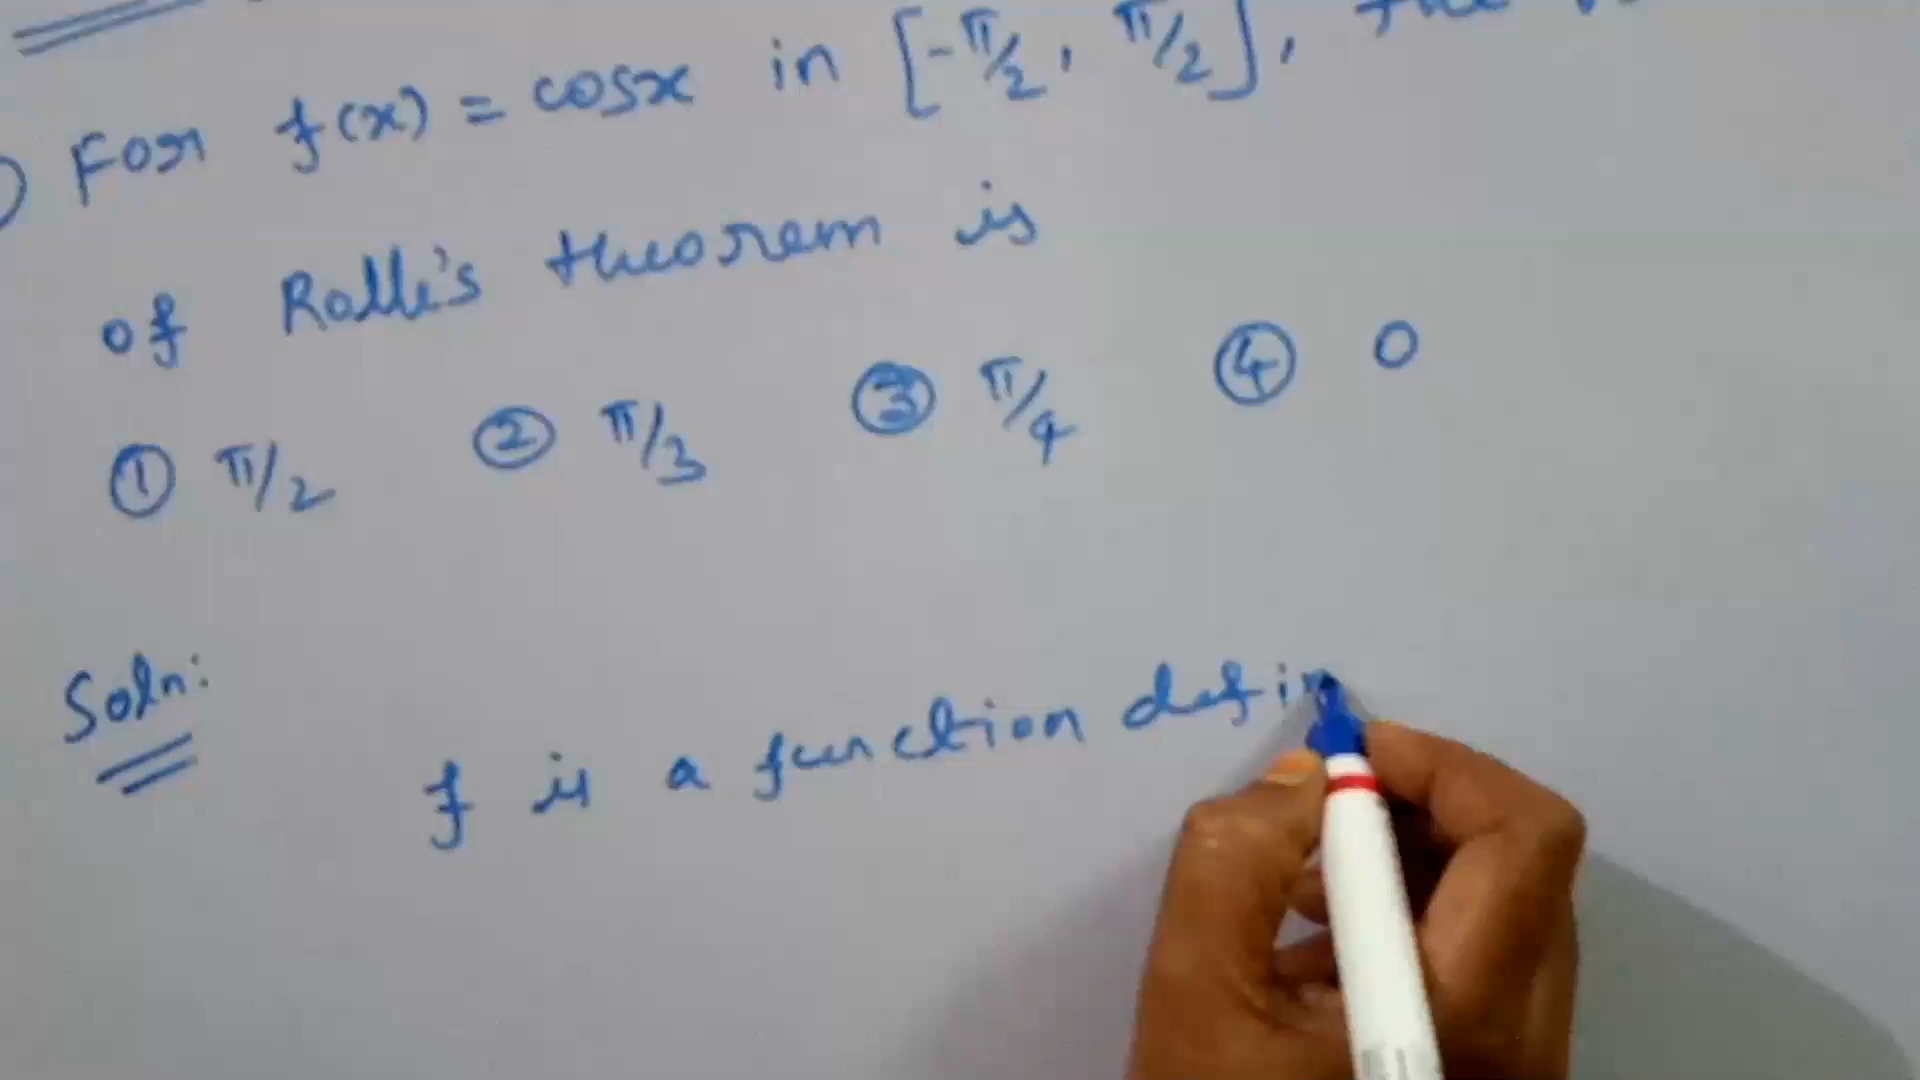 For f(x) = cosx in [-π/2, π/2], the
of Rolle's theorem is
① π/2 ② π/3 ③ π/4 ④ 0
Soln:
f is a function defin